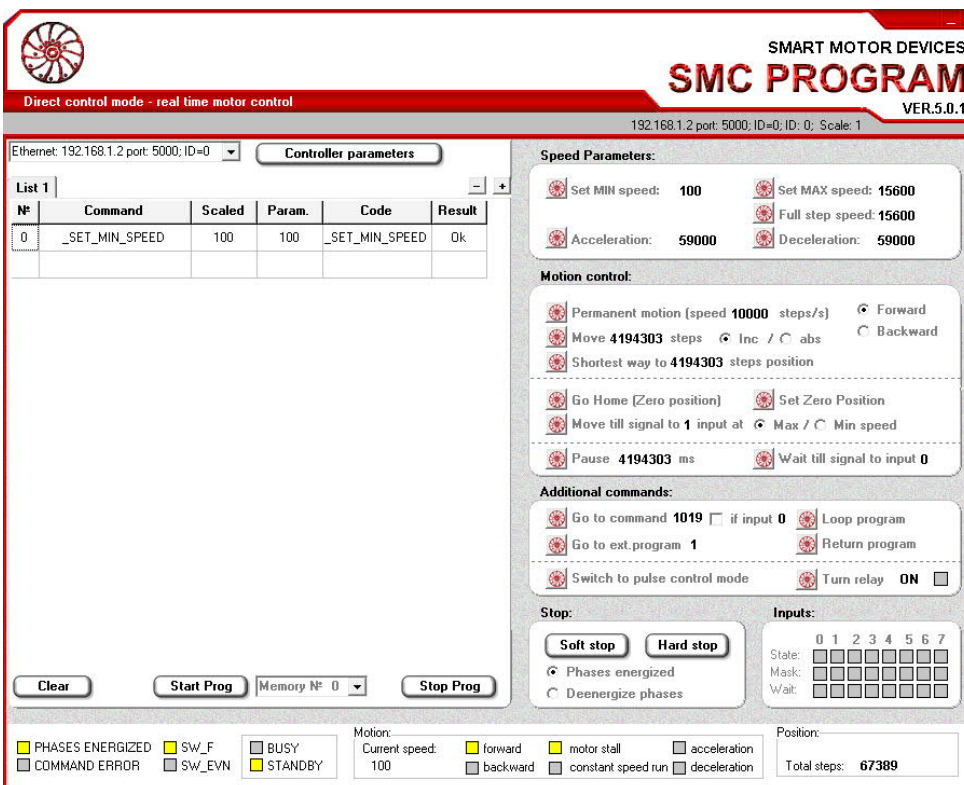 SMART MOTOR DEVICES
SMC PROGRAM
VER.5.0.1
Direct control mode - real time motor control
192.168.1.2 port: 5000; ID=0; ID: 0; Scale: 1
Ethernet: 192.168.1.2 port: 5000; ID=0
Controller parameters
List 1
- +
№ Command Scaled Param. Code Result
0 _SET_MIN_SPEED 100 100 _SET_MIN_SPEED Ok
Clear Start Prog Memory № 0 Stop Prog
Speed Parameters:
Set MIN speed: 100 Set MAX speed: 15600
Full step speed: 15600
Acceleration: 59000 Deceleration: 59000
Motion control:
Permanent motion (speed 10000 steps/s) Forward
Move 4194303 steps Inc / abs Backward
Shortest way to 4194303 steps position
Go Home (Zero position) Set Zero Position
Move till signal to 1 input at Max / Min speed
Pause 4194303 ms Wait till signal to input 0
Additional commands:
Go to command 1019 if input 0 Loop program
Go to ext.program 1 Return program
Switch to pulse control mode Turn relay ON
Stop:
Soft stop Hard stop
Phases energized
Deenergize phases
Inputs:
0 1 2 3 4 5 6 7
State:
Mask:
Wait:
PHASES ENERGIZED SW_F BUSY
COMMAND ERROR SW_EVN STANDBY
Motion:
Current speed: forward motor stall acceleration
100 backward constant speed run deceleration
Position:
Total steps: 67389